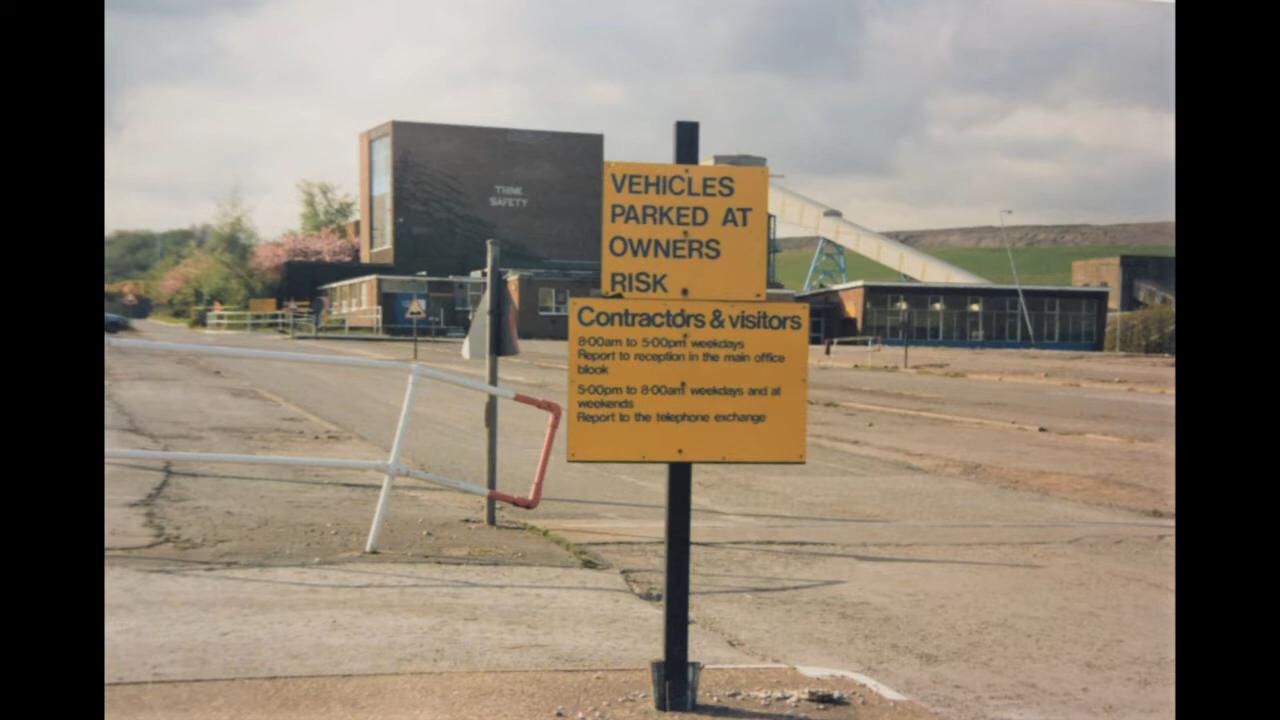 THINK
SAFETY
VEHICLES
PARKED AT
OWNERS
RISK
Contractors & visitors
8·00am to 5·00pm weekdays
Report to reception in the main office
blook
5·00pm to 8·00am weekdays and at
weekends
Report to the telephone exchange